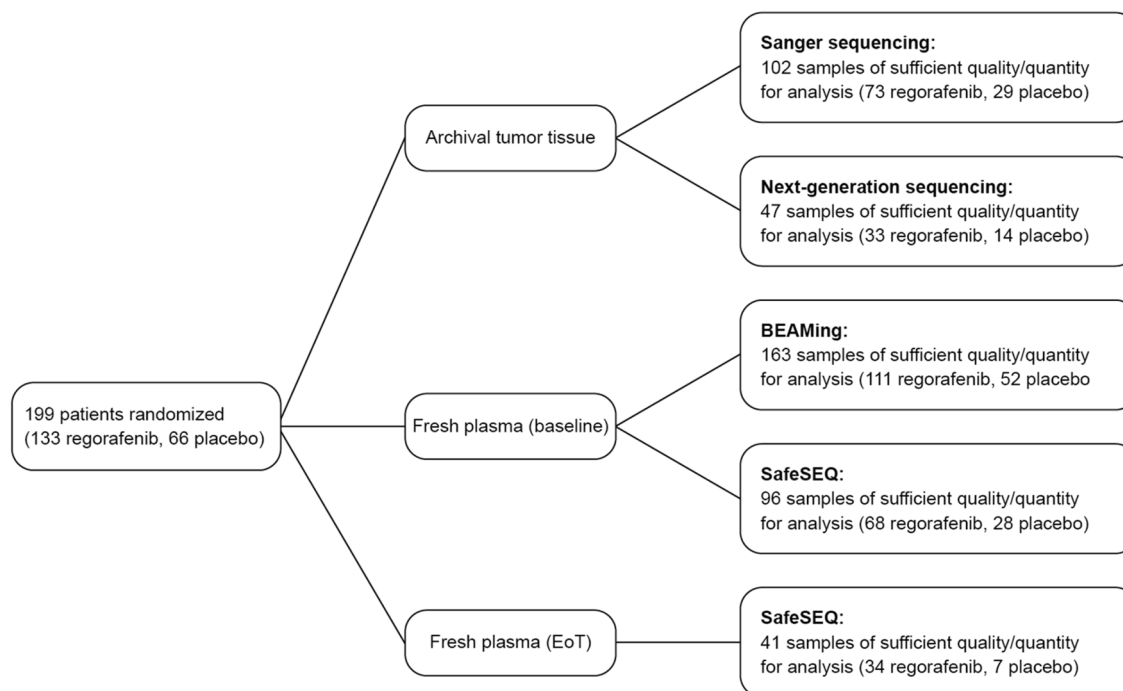 199 patients randomized
(133 regorafenib, 66 placebo)
Archival tumor tissue
Sanger sequencing:
102 samples of sufficient quality/quantity
for analysis (73 regorafenib, 29 placebo)
Next-generation sequencing:
47 samples of sufficient quality/quantity
for analysis (33 regorafenib, 14 placebo)
Fresh plasma (baseline)
BEAMing:
163 samples of sufficient quality/quantity
for analysis (111 regorafenib, 52 placebo
SafeSEQ:
96 samples of sufficient quality/quantity
for analysis (68 regorafenib, 28 placebo)
Fresh plasma (EoT)
SafeSEQ:
41 samples of sufficient quality/quantity
for analysis (34 regorafenib, 7 placebo)